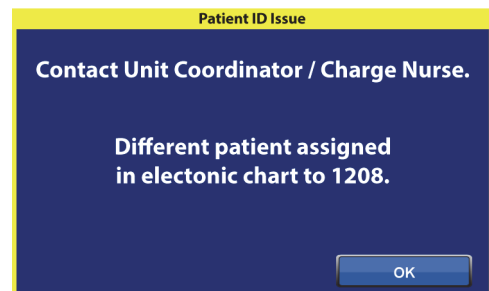 Patient ID Issue
Contact Unit Coordinator / Charge Nurse.
Different patient assigned
in electonic chart to 1208.
OK